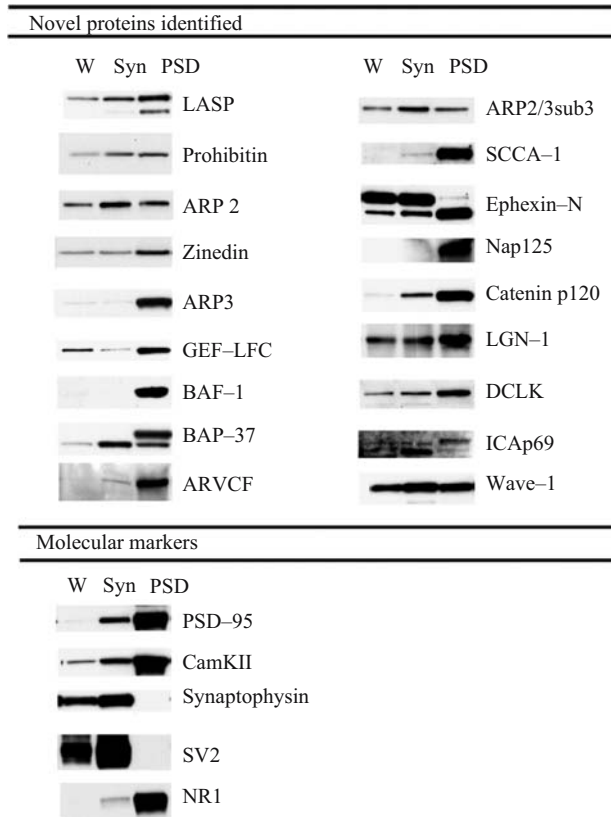 Novel proteins identified
W Syn PSD
LASP
Prohibitin
ARP 2
Zinedin
ARP3
GEF–LFC
BAF–1
BAP–37
ARVCF
W Syn PSD
ARP2/3sub3
SCCA–1
Ephexin–N
Nap125
Catenin p120
LGN–1
DCLK
ICAp69
Wave–1
Molecular markers
W Syn PSD
PSD–95
CamKII
Synaptophysin
SV2
NR1